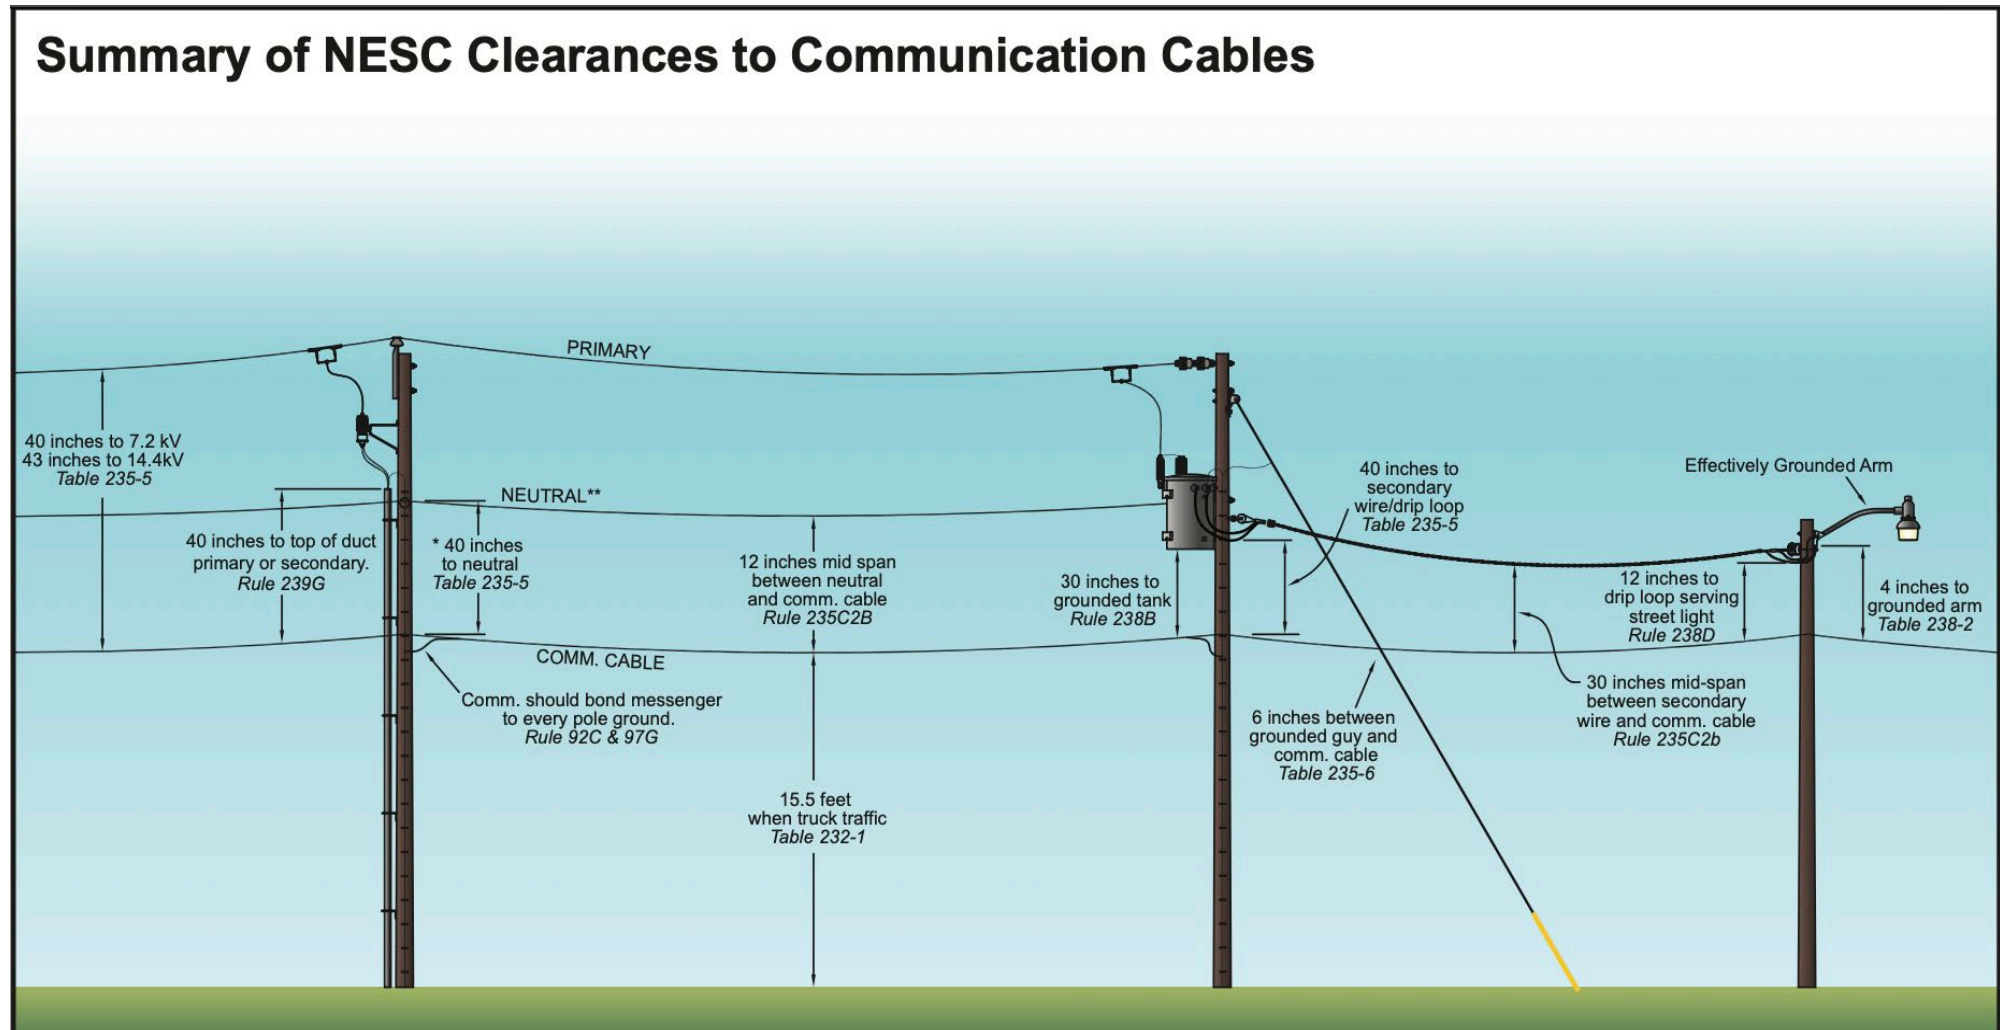 Summary of NESC Clearances to Communication Cables
PRIMARY
40 inches to 7.2 kV
43 inches to 14.4kV
Table 235-5
NEUTRAL**
40 inches to top of duct
primary or secondary.
Rule 239G
* 40 inches
to neutral
Table 235-5
12 inches mid span
between neutral
and comm. cable
Rule 235C2B
30 inches to
grounded tank
Rule 238B
40 inches to
secondary
wire/drip loop
Table 235-5
Effectively Grounded Arm
12 inches to
drip loop serving
street light
Rule 238D
4 inches to
grounded arm
Table 238-2
COMM. CABLE
Comm. should bond messenger
to every pole ground.
Rule 92C & 97G
6 inches between
grounded guy and
comm. cable
Table 235-6
30 inches mid-span
between secondary
wire and comm. cable
Rule 235C2b
15.5 feet
when truck traffic
Table 232-1